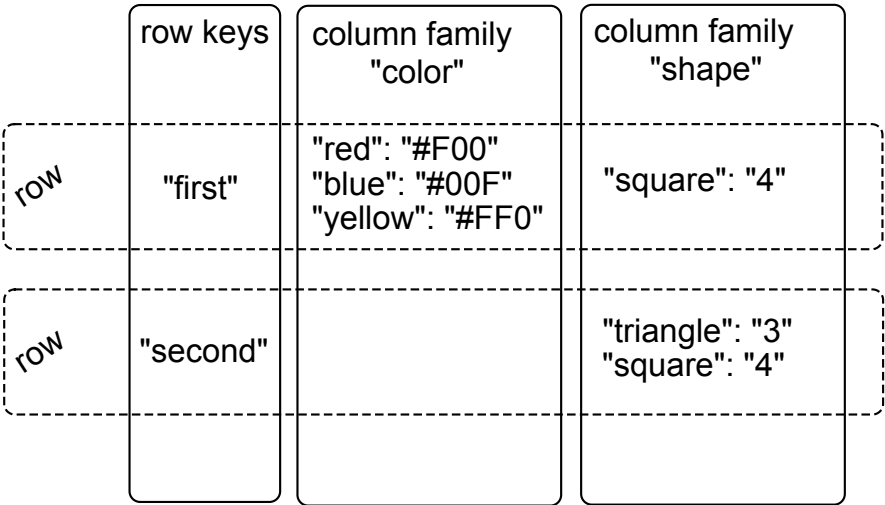 row keys
column family
"color"
column family
"shape"
row
"first"
"red": "#F00"
"blue": "#00F"
"yellow": "#FF0"
"square": "4"
row
"second"
"triangle": "3"
"square": "4"